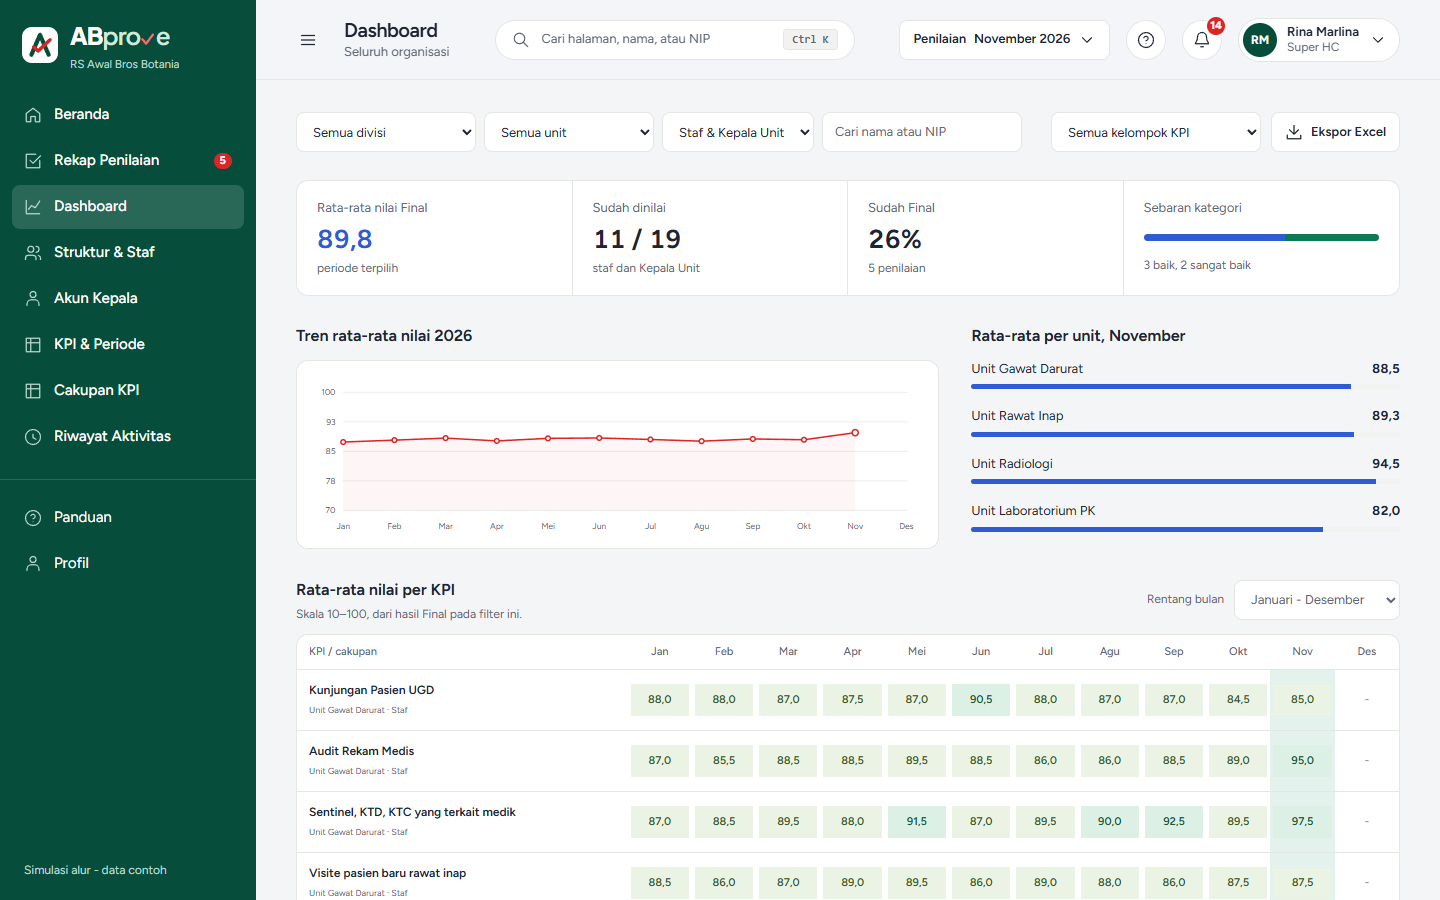 ABprove
RS Awal Bros Botania
Beranda
Rekap Penilaian 5
Dashboard
Struktur & Staf
Akun Kepala
KPI & Periode
Cakupan KPI
Riwayat Aktivitas
Panduan
Profil
Simulasi alur - data contoh
Dashboard
Seluruh organisasi
Cari halaman, nama, atau NIP Ctrl K
Penilaian November 2026
14
RM
Rina Marlina
Super HC
Semua divisi
Semua unit
Staf & Kepala Unit
Cari nama atau NIP
Semua kelompok KPI
Ekspor Excel
Rata-rata nilai Final
89,8
periode terpilih
Sudah dinilai
11 / 19
staf dan Kepala Unit
Sudah Final
26%
5 penilaian
Sebaran kategori
3 baik, 2 sangat baik
Tren rata-rata nilai 2026
100
93
85
78
70
Jan Feb Mar Apr Mei Jun Jul Agu Sep Okt Nov Des
Rata-rata per unit, November
Unit Gawat Darurat 88,5
Unit Rawat Inap 89,3
Unit Radiologi 94,5
Unit Laboratorium PK 82,0
Rata-rata nilai per KPI
Skala 10–100, dari hasil Final pada filter ini.
Rentang bulan Januari - Desember
KPI / cakupan Jan Feb Mar Apr Mei Jun Jul Agu Sep Okt Nov Des
Kunjungan Pasien UGD
Unit Gawat Darurat · Staf
88,0 88,0 87,0 87,5 87,0 90,5 88,0 87,0 87,0 84,5 85,0 -
Audit Rekam Medis
Unit Gawat Darurat · Staf
87,0 85,5 88,5 88,5 89,5 88,5 86,0 86,0 88,5 89,0 95,0 -
Sentinel, KTD, KTC yang terkait medik
Unit Gawat Darurat · Staf
87,0 88,5 89,5 88,0 91,5 87,0 89,5 90,0 92,5 89,5 97,5 -
Visite pasien baru rawat inap
Unit Gawat Darurat · Staf
88,5 86,0 87,0 89,0 89,5 86,0 89,0 88,0 86,0 87,5 87,5 -